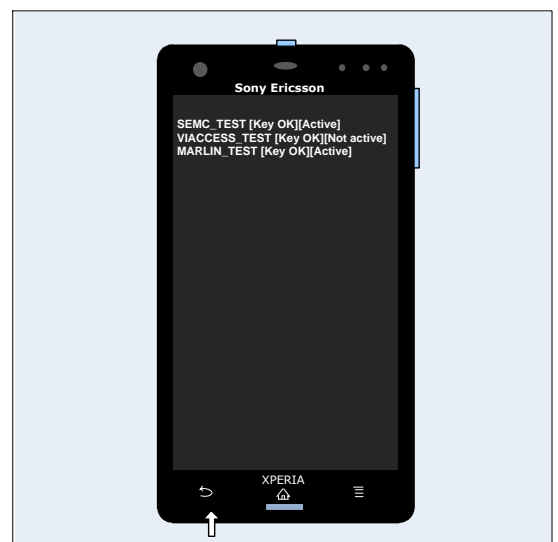 Sony Ericsson
SEMC_TEST [Key OK][Active]
VIACCESS_TEST [Key OK][Not active]
MARLIN_TEST [Key OK][Active]
XPERIA